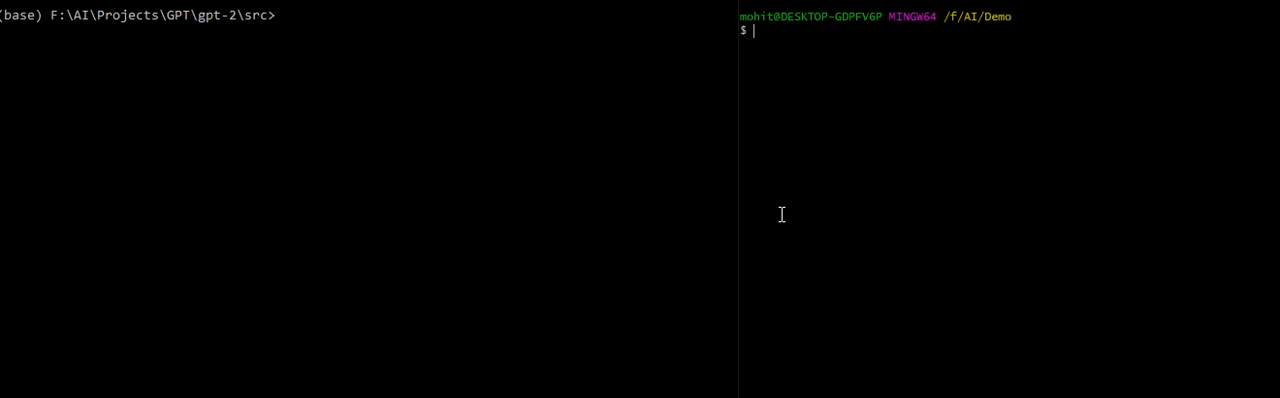 (base) F:\AI\Projects\GPT\gpt-2\src>
mohit@DESKTOP-GDPFV6P MINGW64 /f/AI/Demo
$